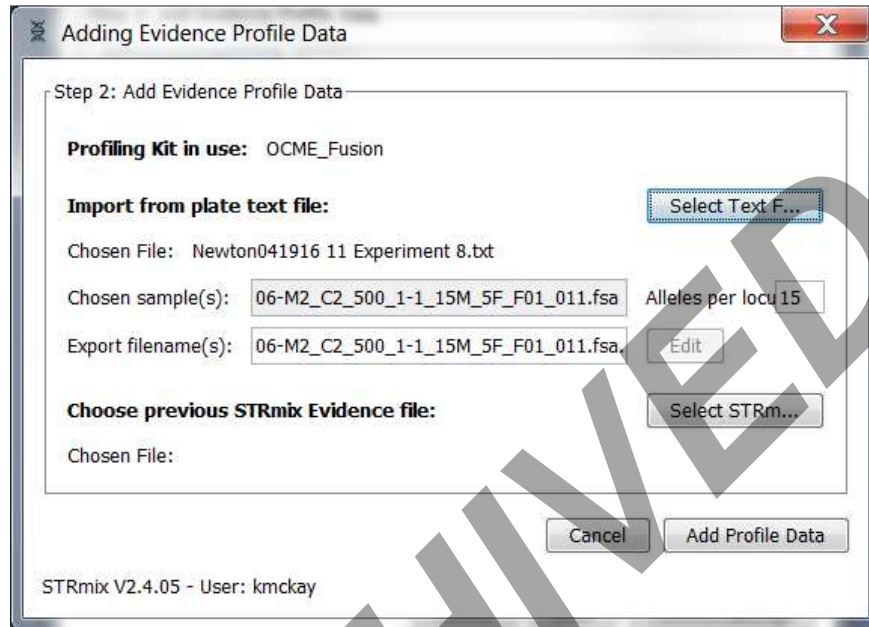 Adding Evidence Profile Data
Step 2: Add Evidence Profile Data
Profiling Kit in use: OCME_Fusion
Import from plate text file: Select Text F...
Chosen File: Newton041916 11 Experiment 8.txt
Chosen sample(s): 06-M2_C2_500_1-1_15M_5F_F01_011.fsa Alleles per locu 15
Export filename(s): 06-M2_C2_500_1-1_15M_5F_F01_011.fsa. Edit
Choose previous STRmix Evidence file: Select STRm...
Chosen File:
Cancel Add Profile Data
STRmix V2.4.05 - User: kmckay
HIVED